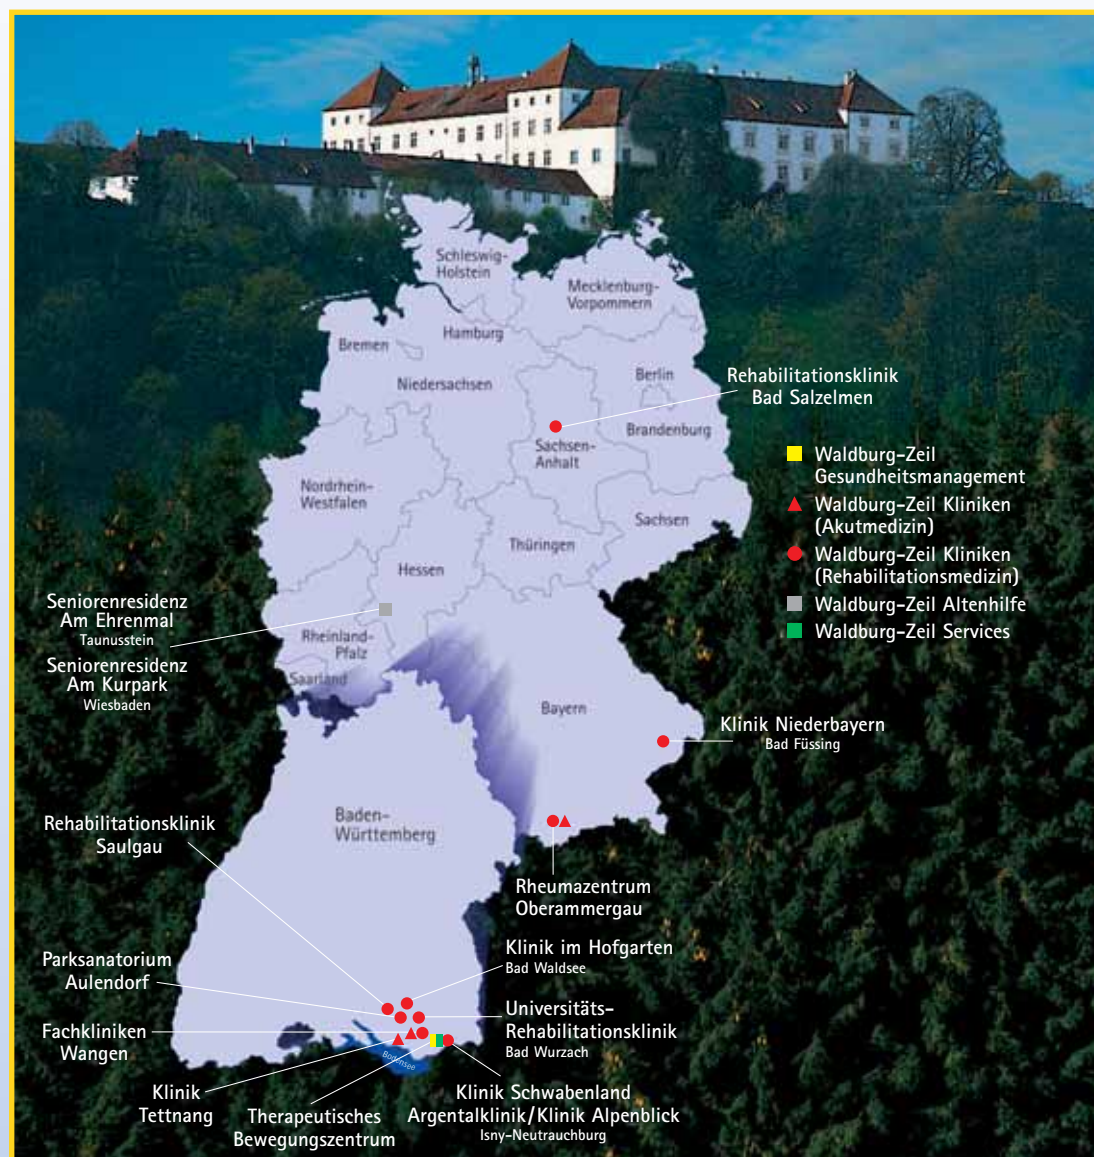 Schleswig-
Holstein
Mecklenburg-
Vorpommern
Hamburg
Bremen
Niedersachsen
Berlin
Brandenburg
Sachsen-
Anhalt
Nordrhein-
Westfalen
Sachsen
Thüringen
Hessen
Rheinland-
Pfalz
Saarland
Bayern
Baden-
Württemberg
Bodensee
Rehabilitationsklinik
Bad Salzelmen
Waldburg-Zeil
Gesundheitsmanagement
Waldburg-Zeil Kliniken
(Akutmedizin)
Waldburg-Zeil Kliniken
(Rehabilitationsmedizin)
Waldburg-Zeil Altenhilfe
Waldburg-Zeil Services
Seniorenresidenz
Am Ehrenmal
Taunusstein
Seniorenresidenz
Am Kurpark
Wiesbaden
Klinik Niederbayern
Bad Füssing
Rehabilitationsklinik
Saulgau
Rheumazentrum
Oberammergau
Parksanatorium
Aulendorf
Klinik im Hofgarten
Bad Waldsee
Fachkliniken
Wangen
Universitäts-
Rehabilitationsklinik
Bad Wurzach
Klinik
Tettnang
Therapeutisches
Bewegungszentrum
Klinik Schwabenland
Argentalklinik/Klinik Alpenblick
Isny-Neutrauchburg